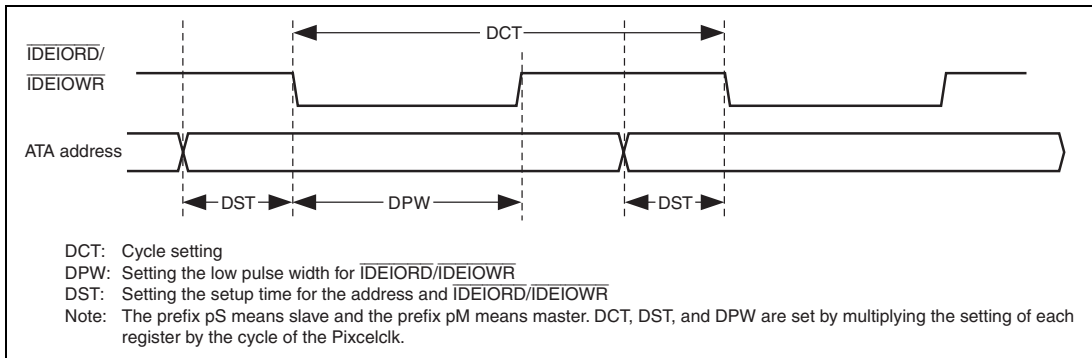 DCT
IDEIORD/
IDEIOWR
ATA address
DST
DPW
DST
DCT: Cycle setting
DPW: Setting the low pulse width for IDEIORD/IDEIOWR
DST: Setting the setup time for the address and IDEIORD/IDEIOWR
Note: The prefix pS means slave and the prefix pM means master. DCT, DST, and DPW are set by multiplying the setting of each
register by the cycle of the Pixcelclk.